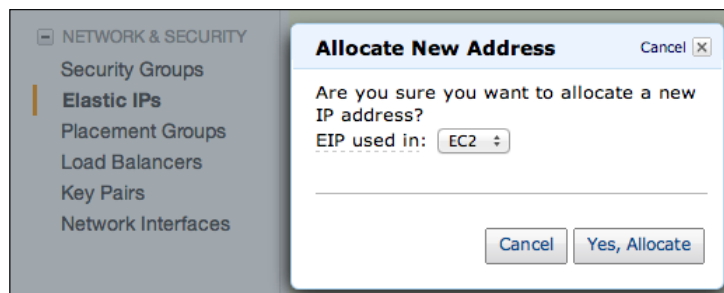 NETWORK & SECURITY
Security Groups
Elastic IPs
Placement Groups
Load Balancers
Key Pairs
Network Interfaces
Allocate New Address
Cancel
Are you sure you want to allocate a new
IP address?
EIP used in: EC2
Cancel
Yes, Allocate